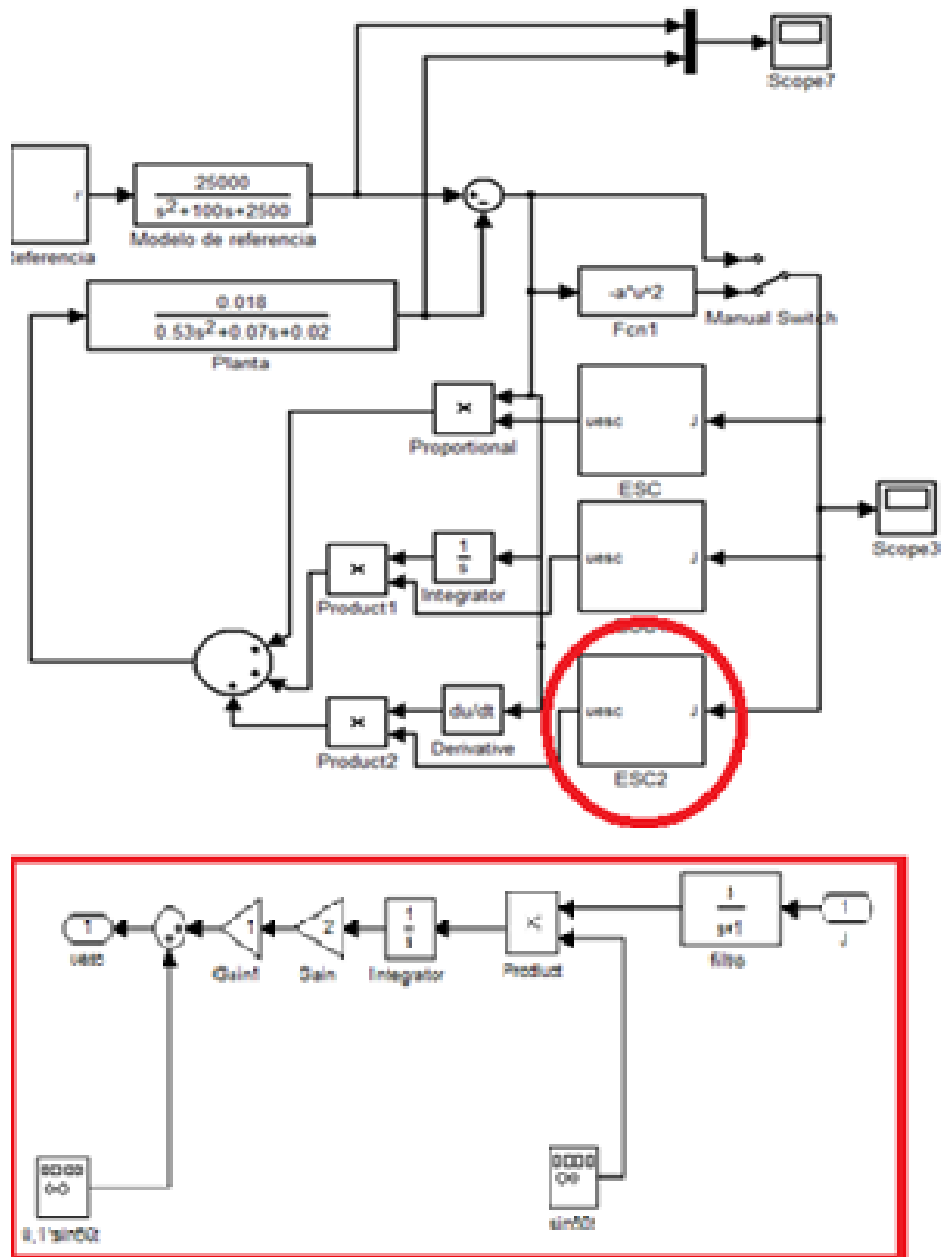 Scope7
r
25000
s²+100s+2500
Modelo de referencia
eferencia
0.018
0.53s²+0.07s+0.02
Planta
-a*u^2
Fcn1
Manual Switch
×
Proportional
uesc
J
ESC
Scope3
×
Product1
1
s
Integrator
uesc
J
×
Product2
du/dt
Derivative
uesc
J
ESC2
1
Gain1
1
Gain
2
1
s
Integrator
Product
s+1
filtro
1
J
sin50t